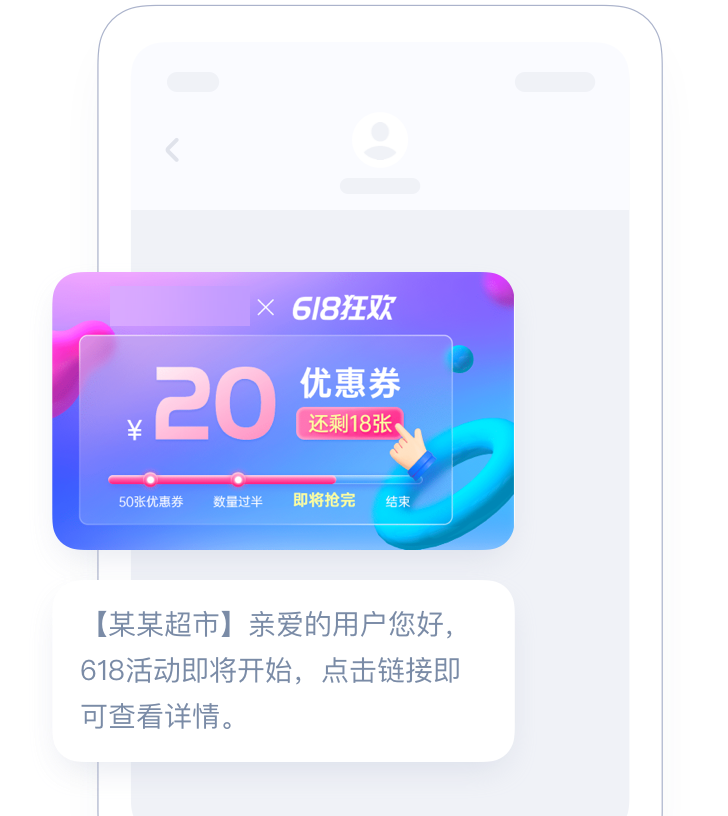 × 618狂欢
¥ 20 优惠券
还剩18张
50张优惠券 数量过半 即将抢完 结束
【某某超市】亲爱的用户您好，
618活动即将开始，点击链接即
可查看详情。